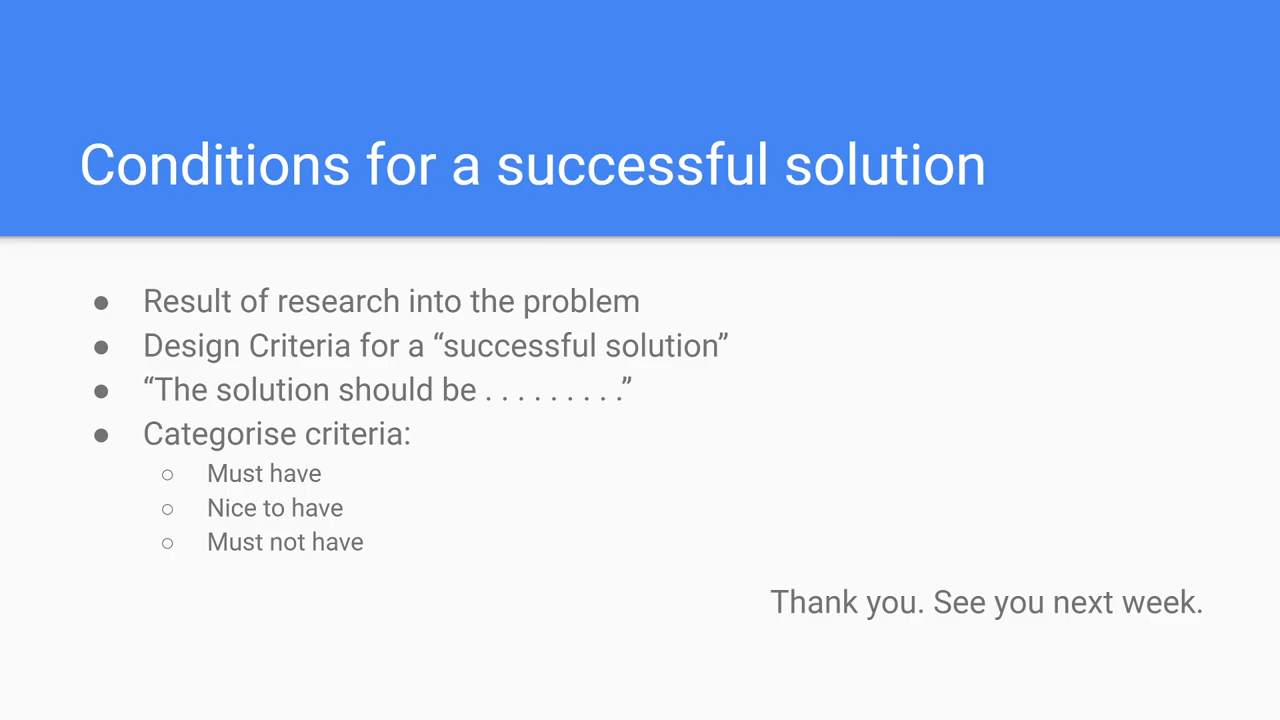 Conditions for a successful solution
● Result of research into the problem
● Design Criteria for a “successful solution”
● “The solution should be . . . . . . . . .”
● Categorise criteria:
○ Must have
○ Nice to have
○ Must not have
Thank you. See you next week.